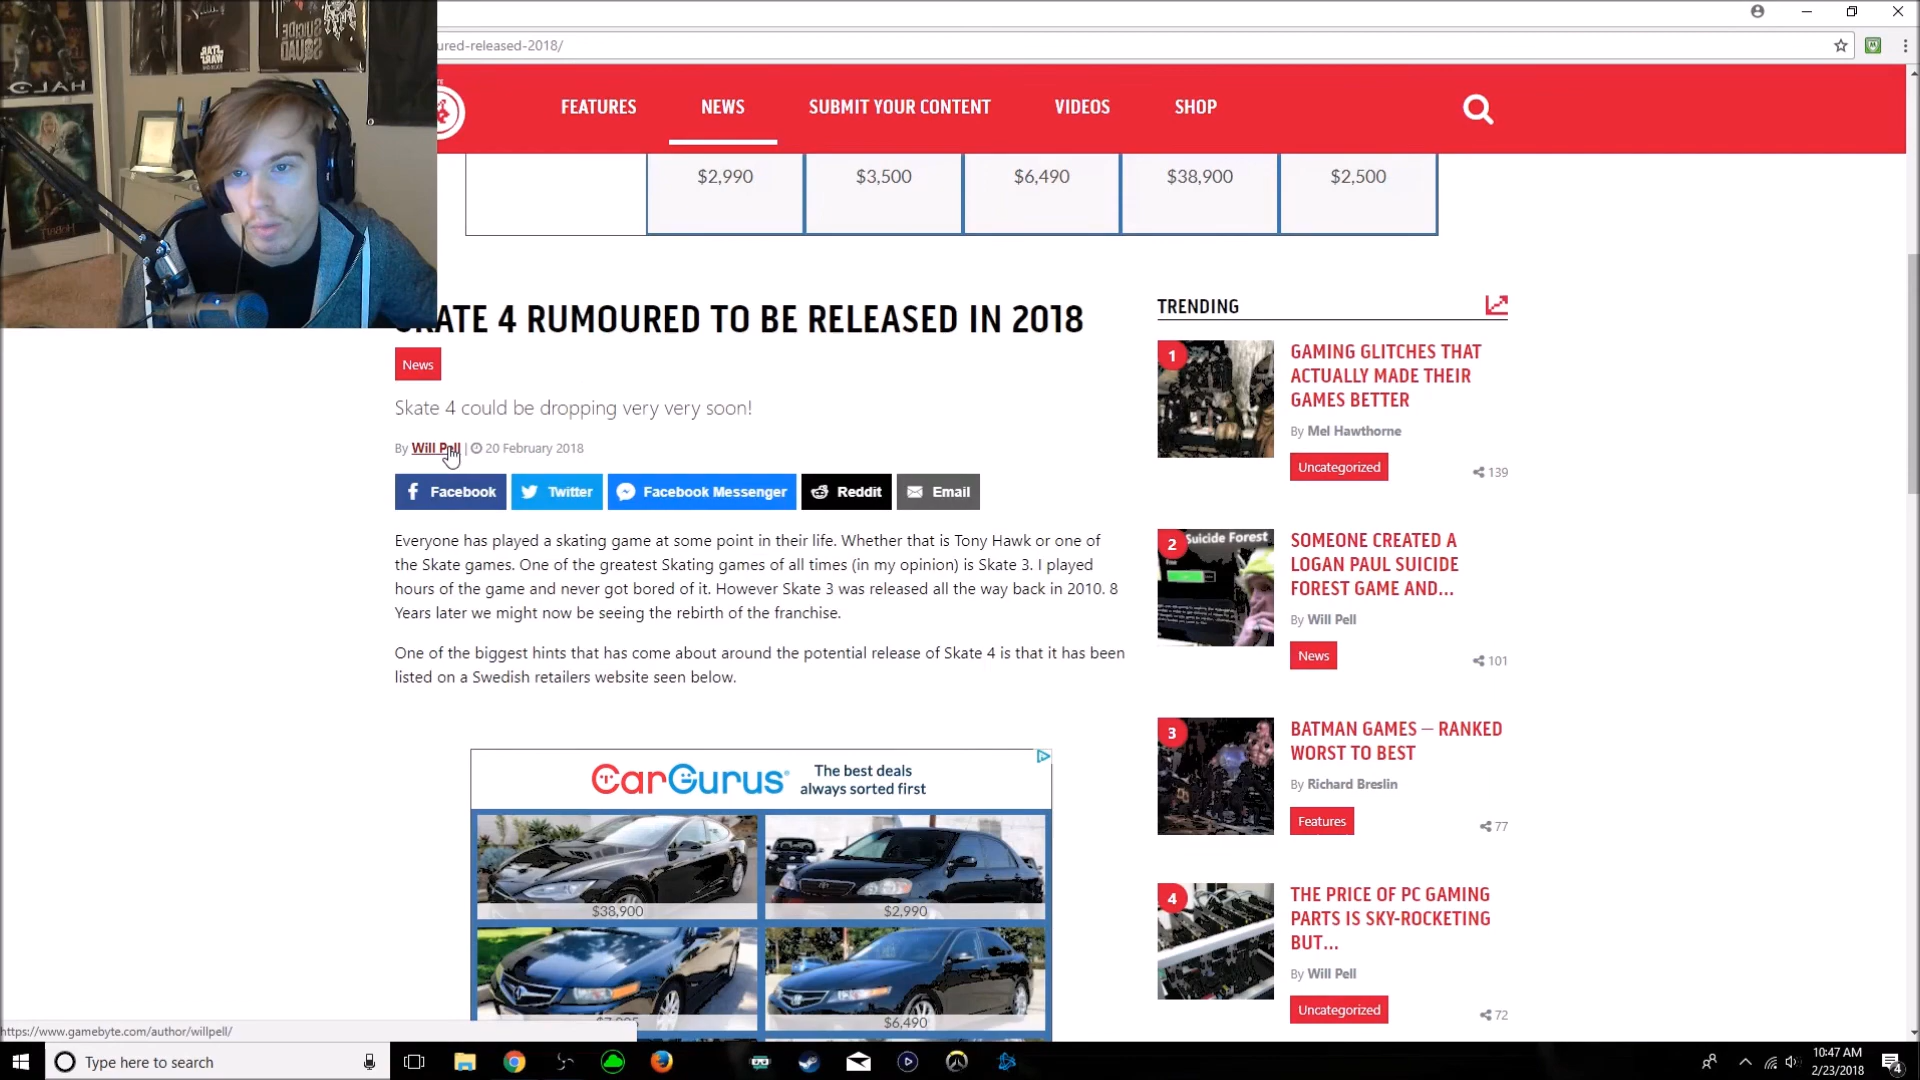 HALO
STAR
WARS
SUICIDE
SQUAD
HOBBIT
ured-released-2018/
FEATURES NEWS SUBMIT YOUR CONTENT VIDEOS SHOP
$2,990 $3,500 $6,490 $38,900 $2,500
SKATE 4 RUMOURED TO BE RELEASED IN 2018
News
Skate 4 could be dropping very very soon!
By Will Pell | 20 February 2018
Facebook Twitter Facebook Messenger Reddit Email
Everyone has played a skating game at some point in their life. Whether that is Tony Hawk or one of
the Skate games. One of the greatest Skating games of all times (in my opinion) is Skate 3. I played
hours of the game and never got bored of it. However Skate 3 was released all the way back in 2010. 8
Years later we might now be seeing the rebirth of the franchise.
One of the biggest hints that has come about around the potential release of Skate 4 is that it has been
listed on a Swedish retailers website seen below.
CarGurus
The best deals
always sorted first
$38,900 $2,990
$6,490
TRENDING
1
GAMING GLITCHES THAT
ACTUALLY MADE THEIR
GAMES BETTER
By Mel Hawthorne
Uncategorized 139
2
Suicide Forest
SOMEONE CREATED A
LOGAN PAUL SUICIDE
FOREST GAME AND...
By Will Pell
News 101
3
BATMAN GAMES – RANKED
WORST TO BEST
By Richard Breslin
Features 77
4
THE PRICE OF PC GAMING
PARTS IS SKY-ROCKETING
BUT...
By Will Pell
Uncategorized 72
https://www.gamebyte.com/author/willpell/
Type here to search
10:47 AM
2/23/2018
4